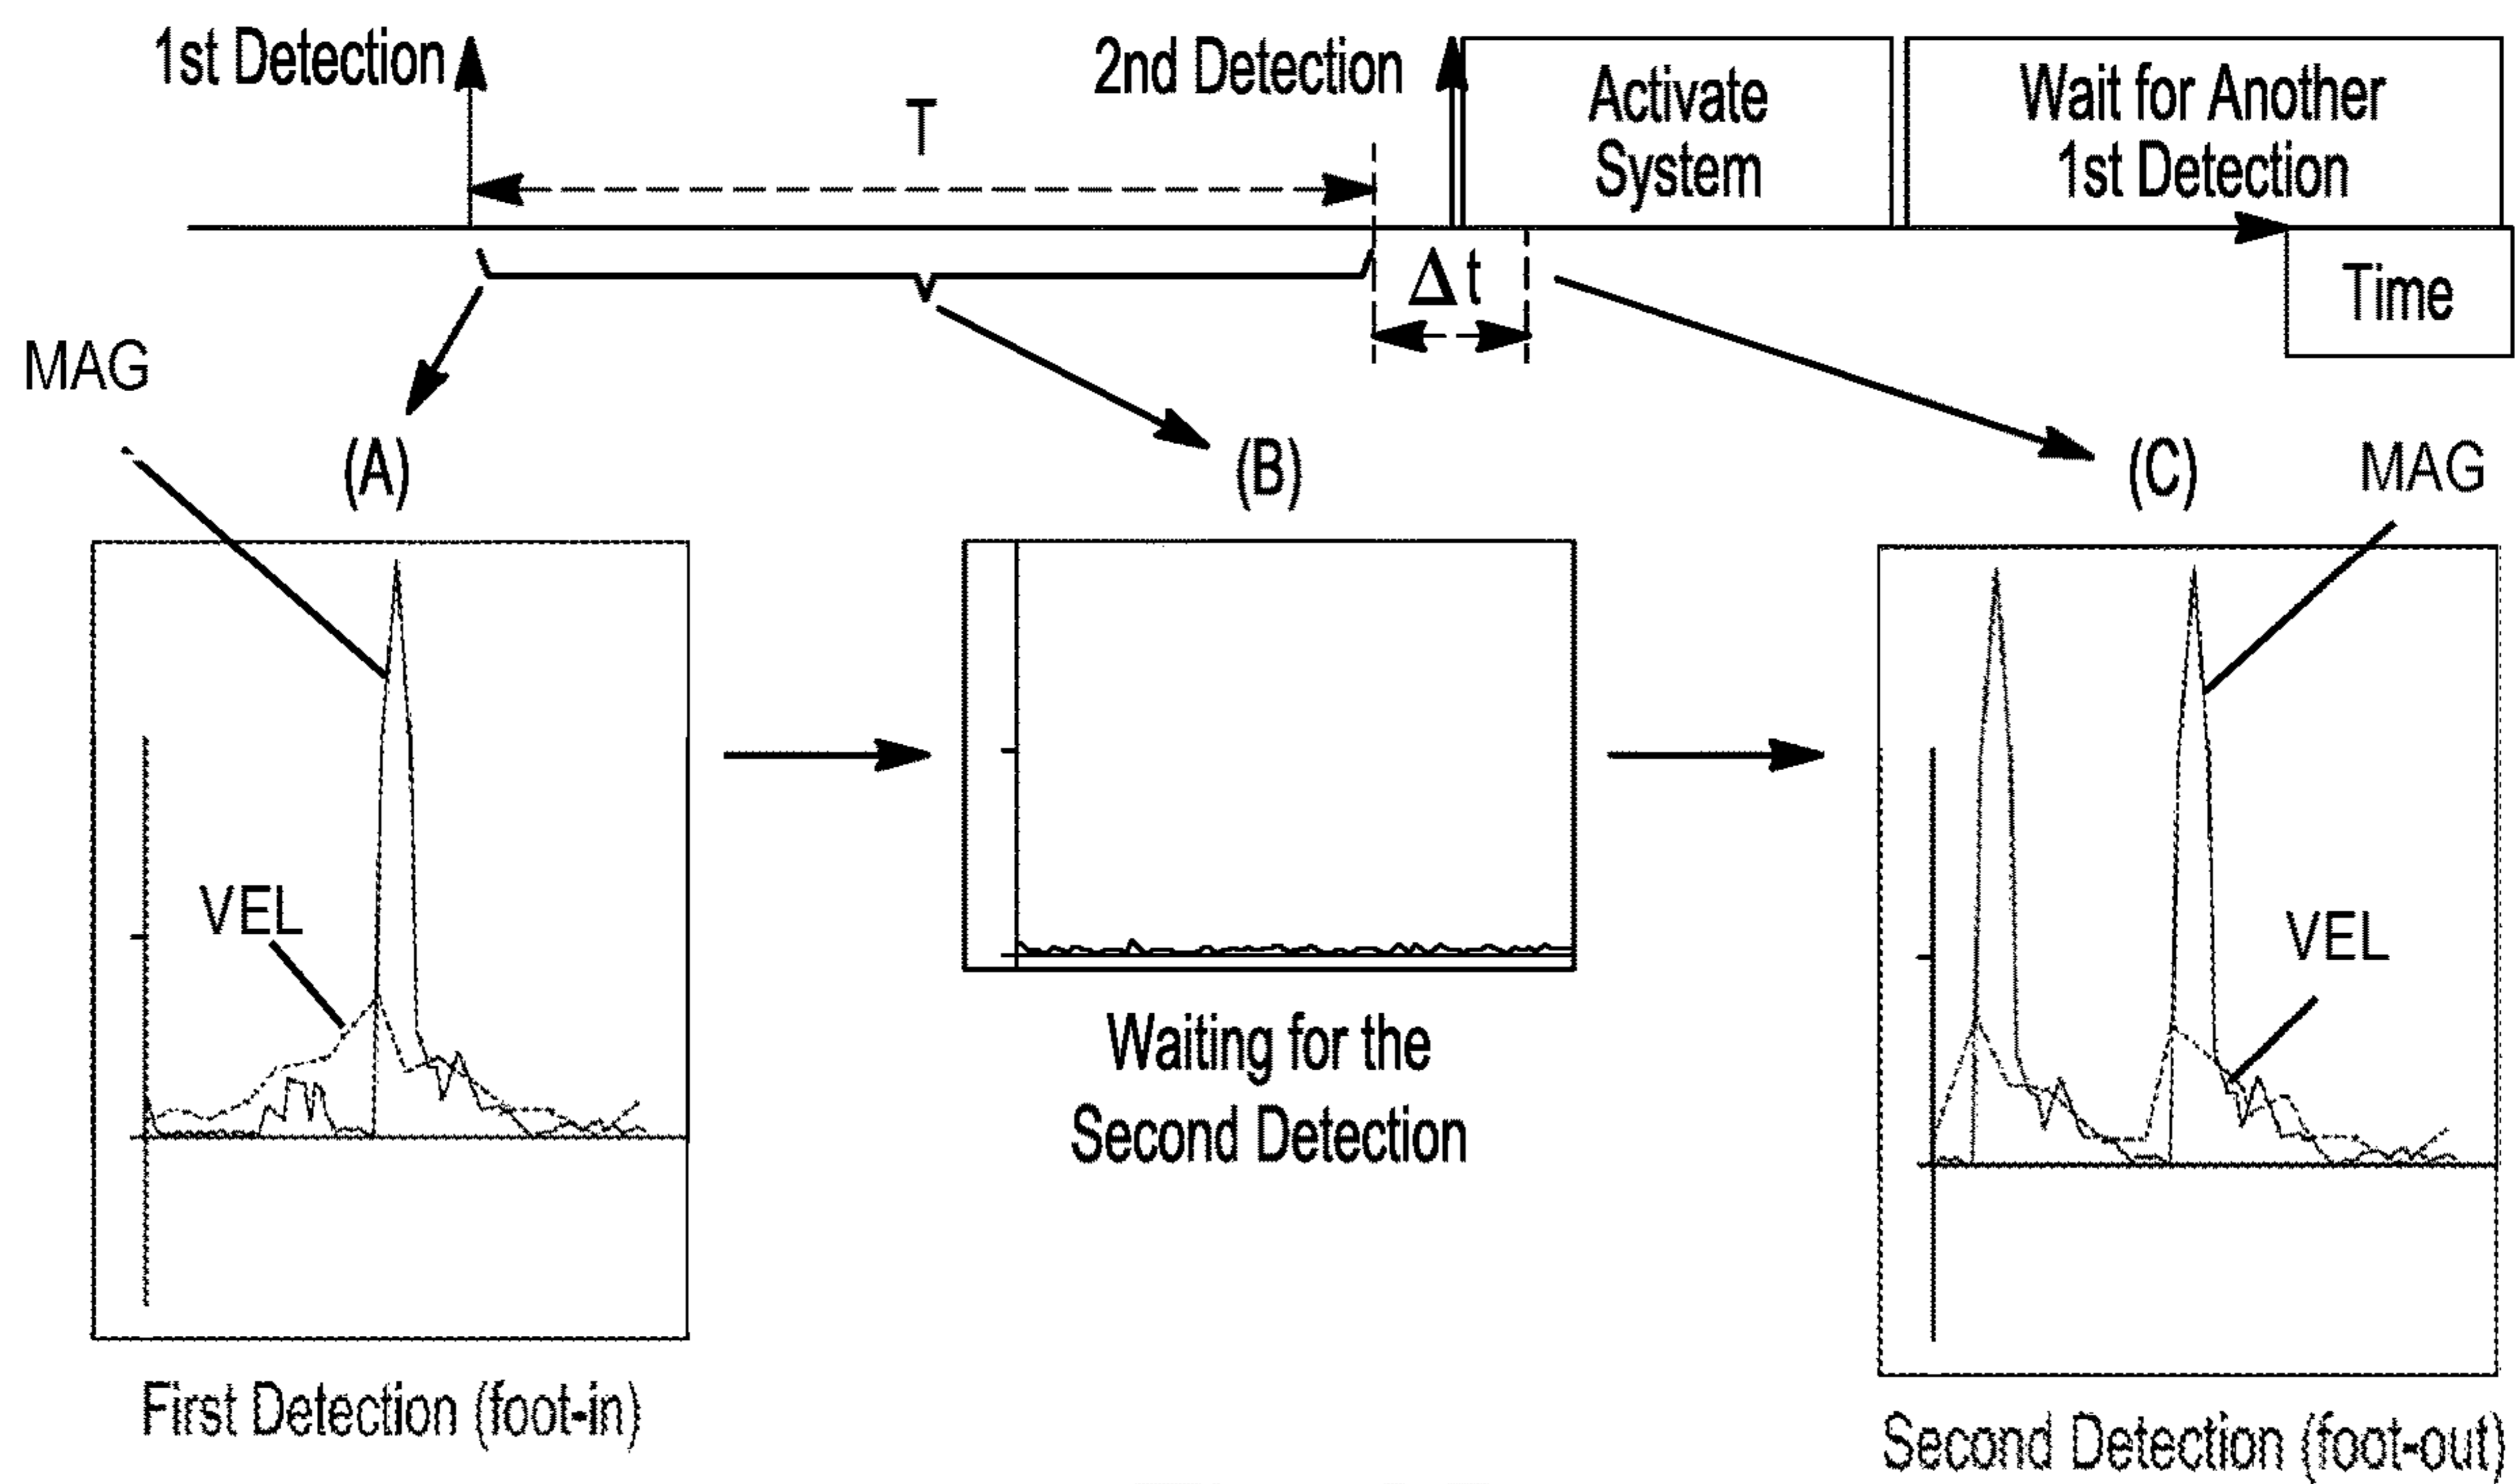 1st Detection
T
2nd Detection
Activate
System
Wait for Another
1st Detection
Δt
Time
MAG
(A)
(B)
(C)
MAG
VEL
VEL
Waiting for the
Second Detection
First Detection (foot-in)
Second Detection (foot-out)